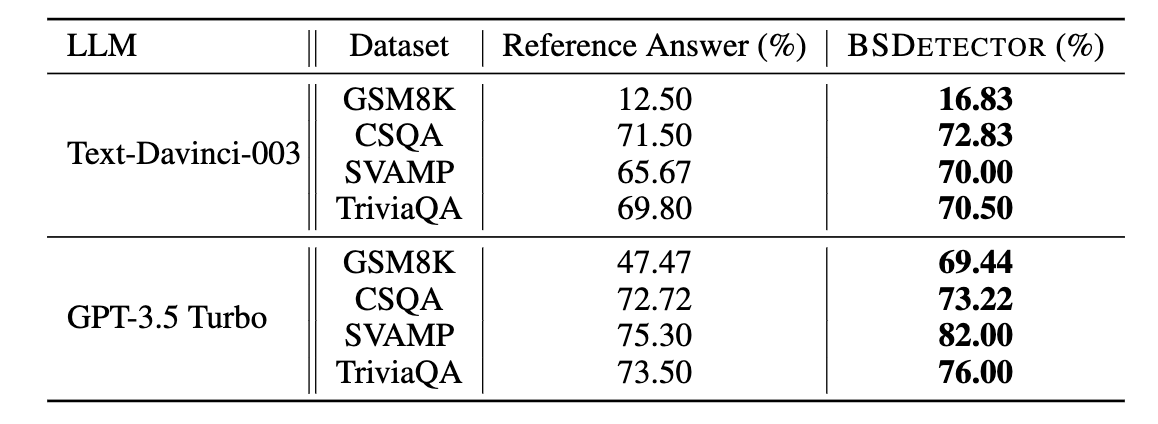 LLM Dataset Reference Answer (%) BSDETECTOR (%)
GSM8K 12.50 16.83
CSQA 71.50 72.83
Text-Davinci-003
SVAMP 65.67 70.00
TriviaQA 69.80 70.50
GSM8K 47.47 69.44
CSQA 72.72 73.22
GPT-3.5 Turbo
SVAMP 75.30 82.00
TriviaQA 73.50 76.00